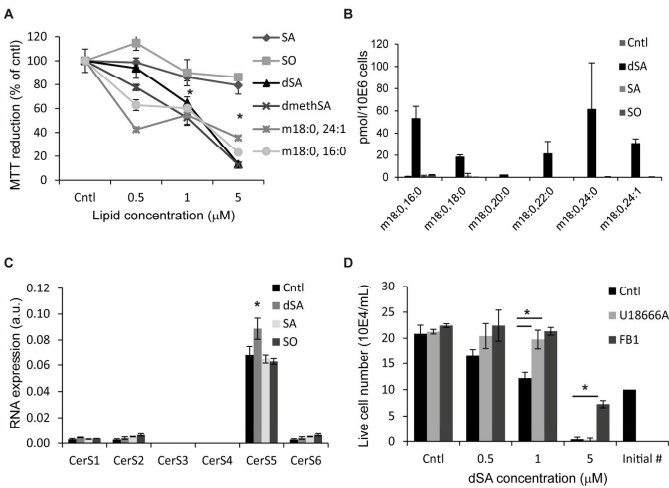 A
MTT reduction (% of cntl)
120
100
80
60
40
20
0
*
*
Cntl 0.5 1 5
Lipid concentration (µM)
SA
SO
dSA
dmethSA
m18:0, 24:1
m18:0, 16:0
B
pmol/10E6 cells
120
100
80
60
40
20
0
m18:0,16:0
m18:0,18:0
m18:0,20:0
m18:0,22:0
m18:0,24:0
m18:0,24:1
Cntl
dSA
SA
SO
C
RNA expression (a.u.)
0.12
0.10
0.08
0.06
0.04
0.02
0.00
*
CerS1 CerS2 CerS3 CerS4 CerS5 CerS6
Cntl
dSA
SA
SO
D
Live cell number (10E4/mL)
30
25
20
15
10
5
0
*
*
Cntl 0.5 1 5 Initial #
dSA concentration (µM)
Cntl
U18666A
FB1